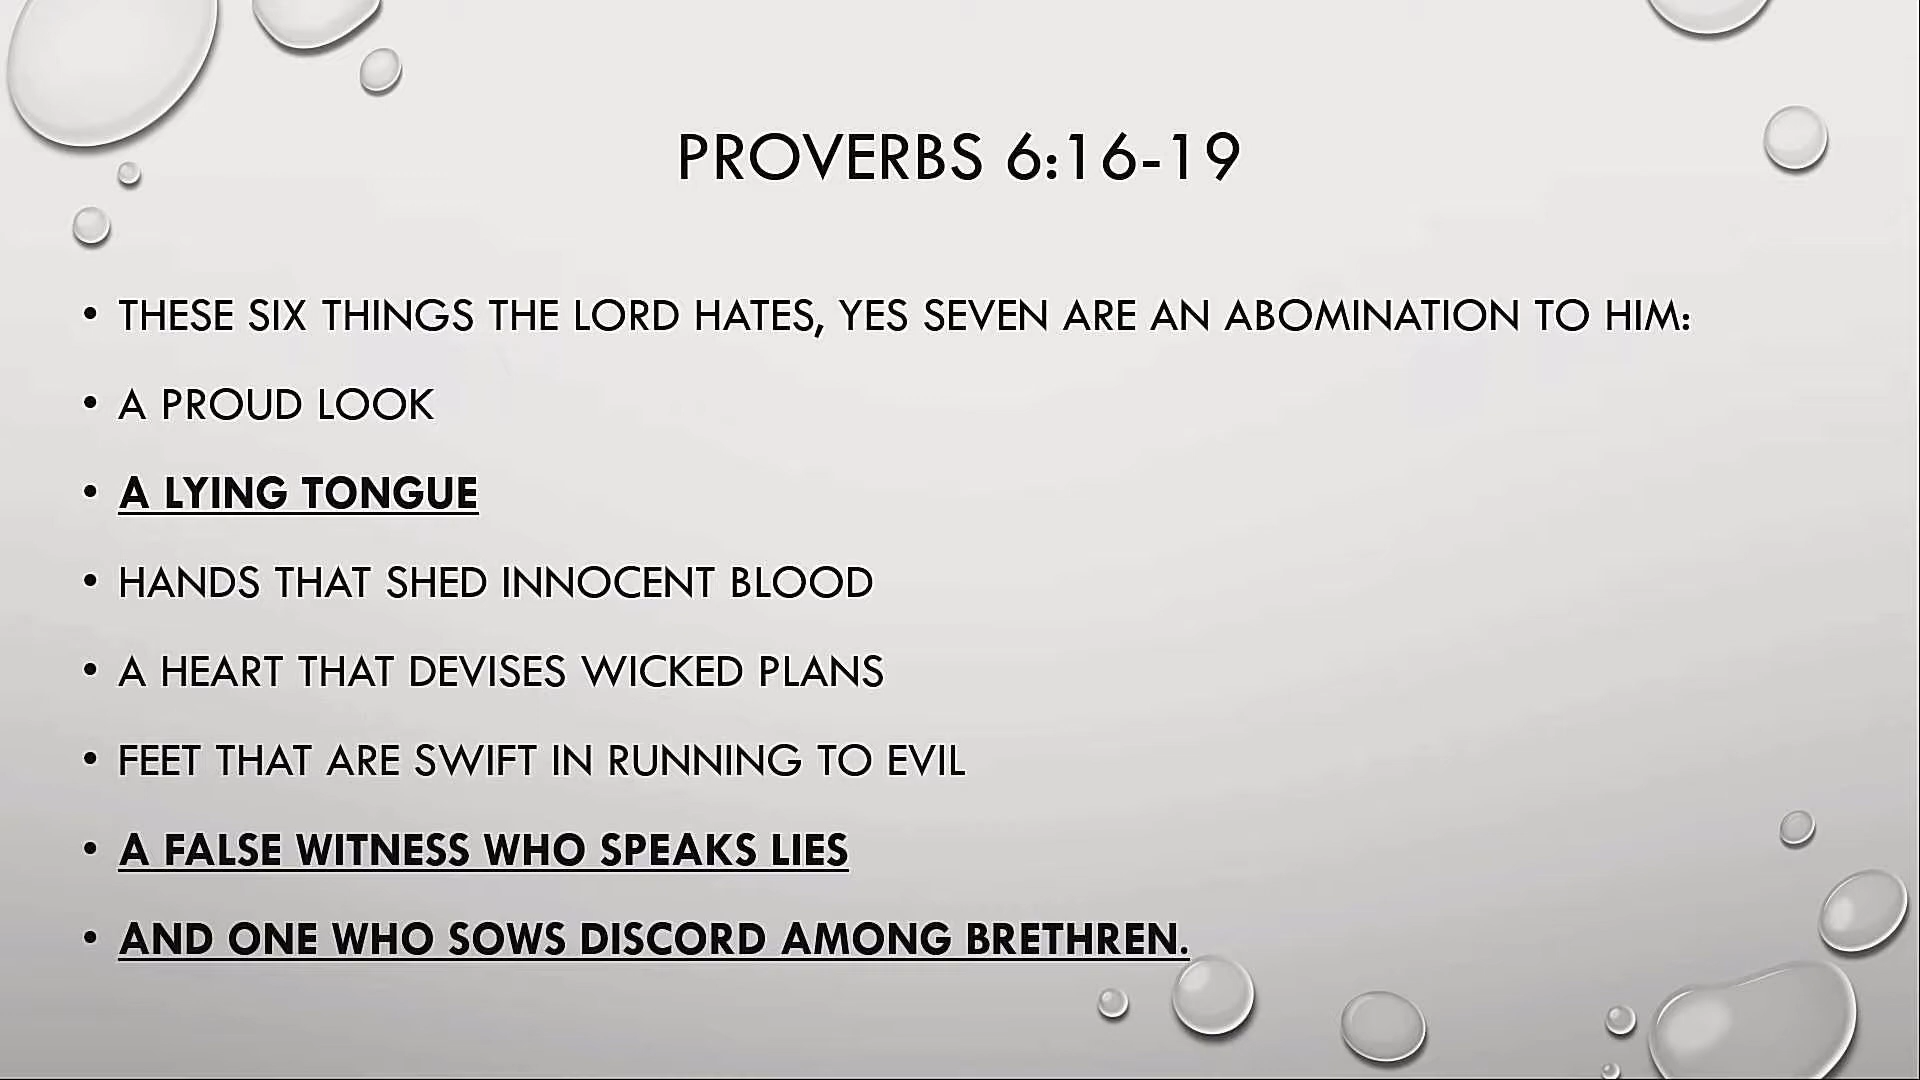 PROVERBS 6:16-19
• THESE SIX THINGS THE LORD HATES, YES SEVEN ARE AN ABOMINATION TO HIM:
• A PROUD LOOK
• A LYING TONGUE
• HANDS THAT SHED INNOCENT BLOOD
• A HEART THAT DEVISES WICKED PLANS
• FEET THAT ARE SWIFT IN RUNNING TO EVIL
• A FALSE WITNESS WHO SPEAKS LIES
• AND ONE WHO SOWS DISCORD AMONG BRETHREN.